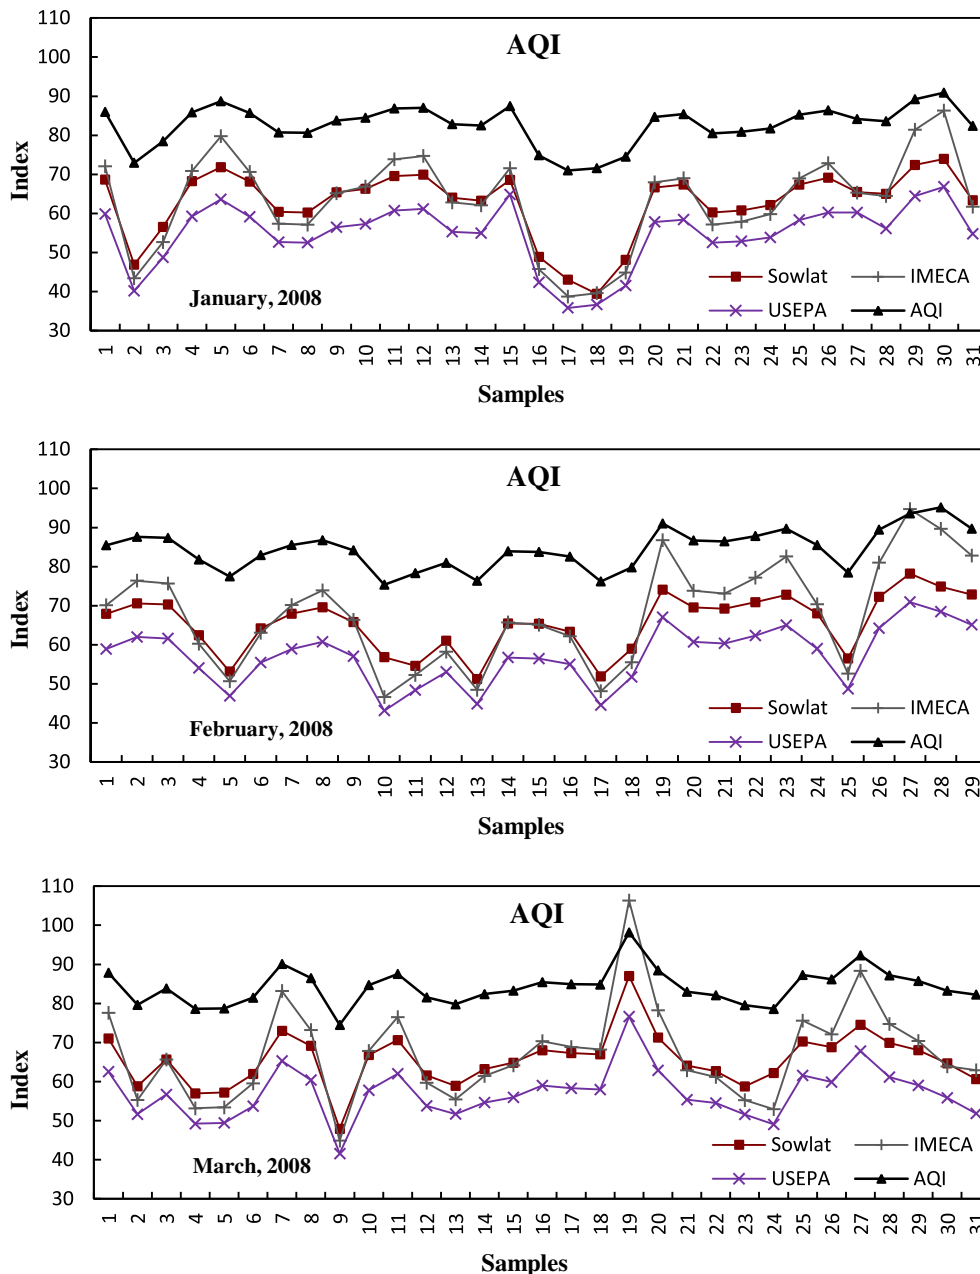 110
AQI
100
90
80
70
60
50
40
30
Index
Sowlat
IMECA
USEPA
AQI
January, 2008
1 2 3 4 5 6 7 8 9 10 11 12 13 14 15 16 17 18 19 20 21 22 23 24 25 26 27 28 29 30 31
Samples
110
AQI
100
90
80
70
60
50
40
30
Index
Sowlat
IMECA
USEPA
AQI
February, 2008
1 2 3 4 5 6 7 8 9 10 11 12 13 14 15 16 17 18 19 20 21 22 23 24 25 26 27 28 29
Samples
110
AQI
100
90
80
70
60
50
40
30
Index
Sowlat
IMECA
USEPA
AQI
March, 2008
1 2 3 4 5 6 7 8 9 10 11 12 13 14 15 16 17 18 19 20 21 22 23 24 25 26 27 28 29 30 31
Samples